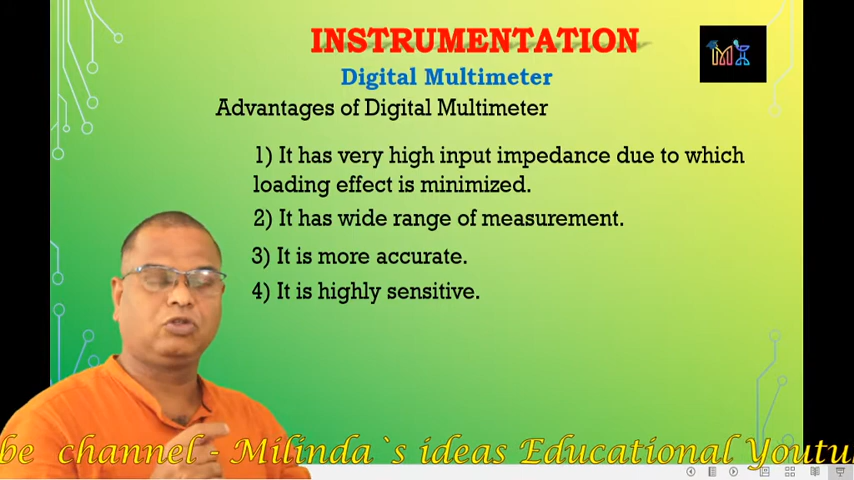 INSTRUMENTATION
MI
Digital Multimeter
Advantages of Digital Multimeter
1) It has very high input impedance due to which
loading effect is minimized.
2) It has wide range of measurement.
3) It is more accurate.
4) It is highly sensitive.
be channel - Milinda`s ideas Educational Youtu